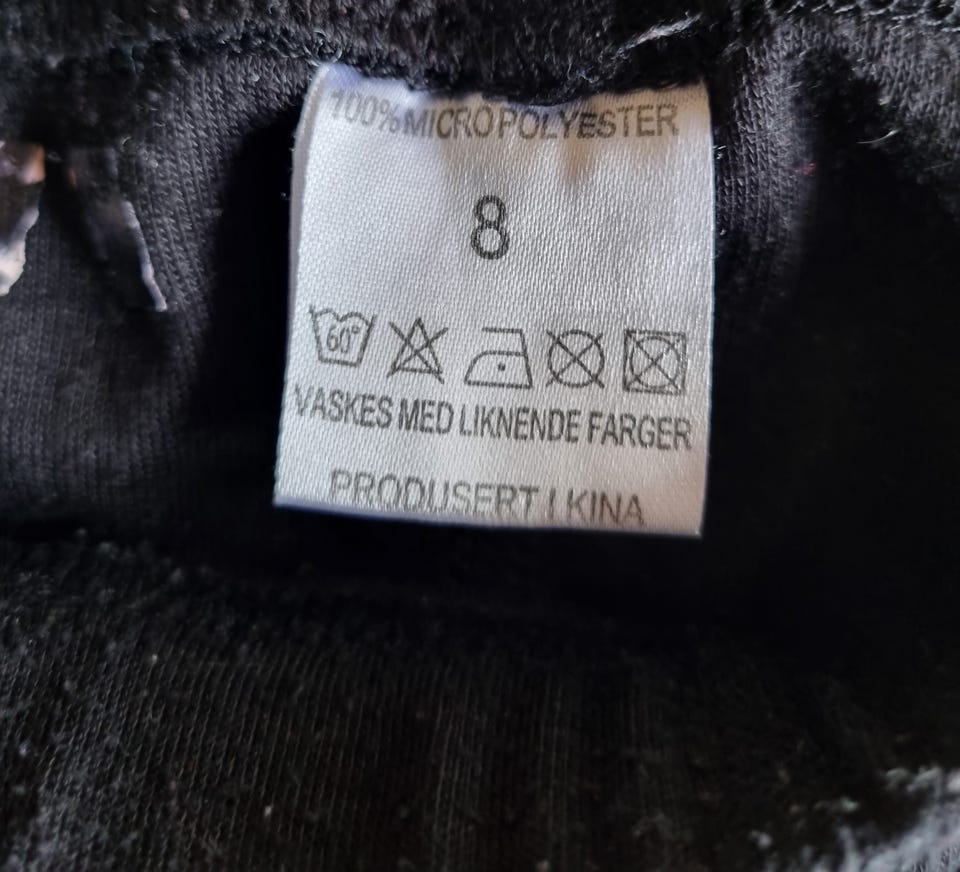 100% MICROPOLYESTER
8
60°
VASKES MED LIKNENDE FARGER
PRODUSERT I KINA